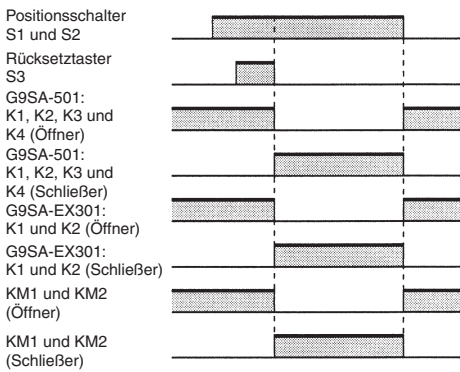 Positionsschalter
S1 und S2
Rücksetztaster
S3
G9SA-501:
K1, K2, K3 und
K4 (Öffner)
G9SA-501:
K1, K2, K3 und
K4 (Schließer)
G9SA-EX301:
K1 und K2 (Öffner)
G9SA-EX301:
K1 und K2 (Schließer)
KM1 und KM2
(Öffner)
KM1 und KM2
(Schließer)